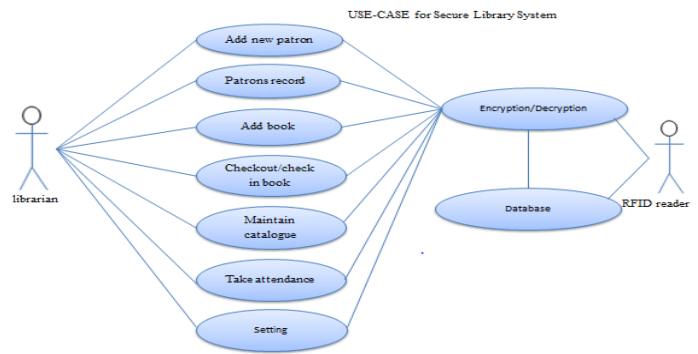 USE-CASE for Secure Library System
Add new patron
Patrons record
Encryption/Decryption
Add book
librarian
Checkout/check
in book
Database
RFID reader
Maintain
catalogue
Take attendance
Setting